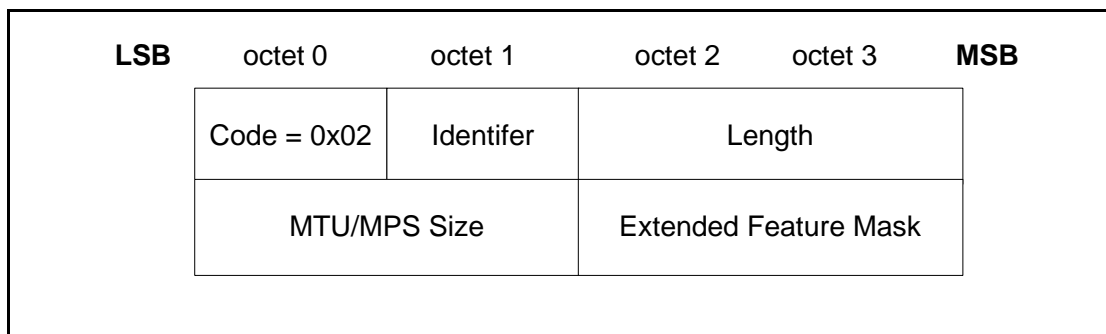 LSB octet 0 octet 1 octet 2 octet 3 MSB
Code = 0x02 Identifer Length
MTU/MPS Size Extended Feature Mask